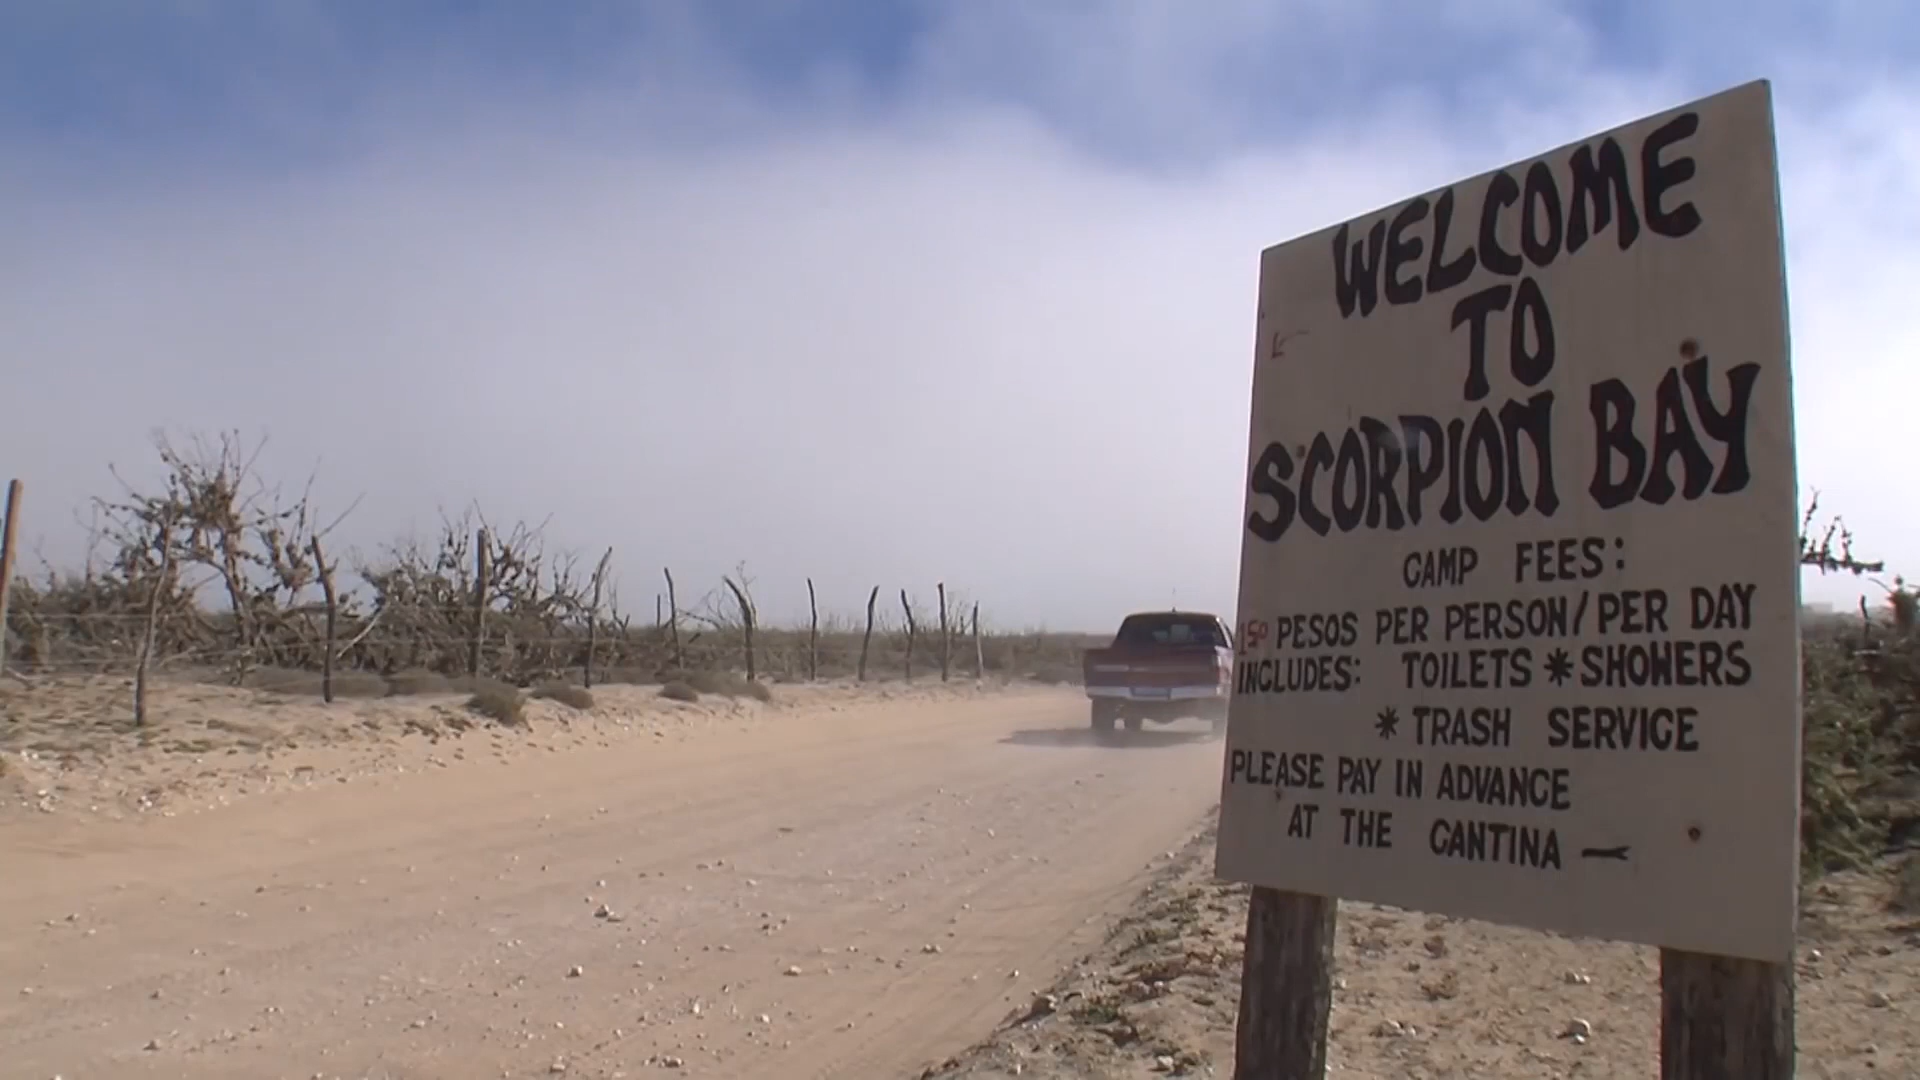 WELCOME
TO
SCORPION BAY
CAMP FEES:
150 PESOS PER PERSON/PER DAY
INCLUDES: TOILETS * SHOWERS
* TRASH SERVICE
PLEASE PAY IN ADVANCE
AT THE CANTINA